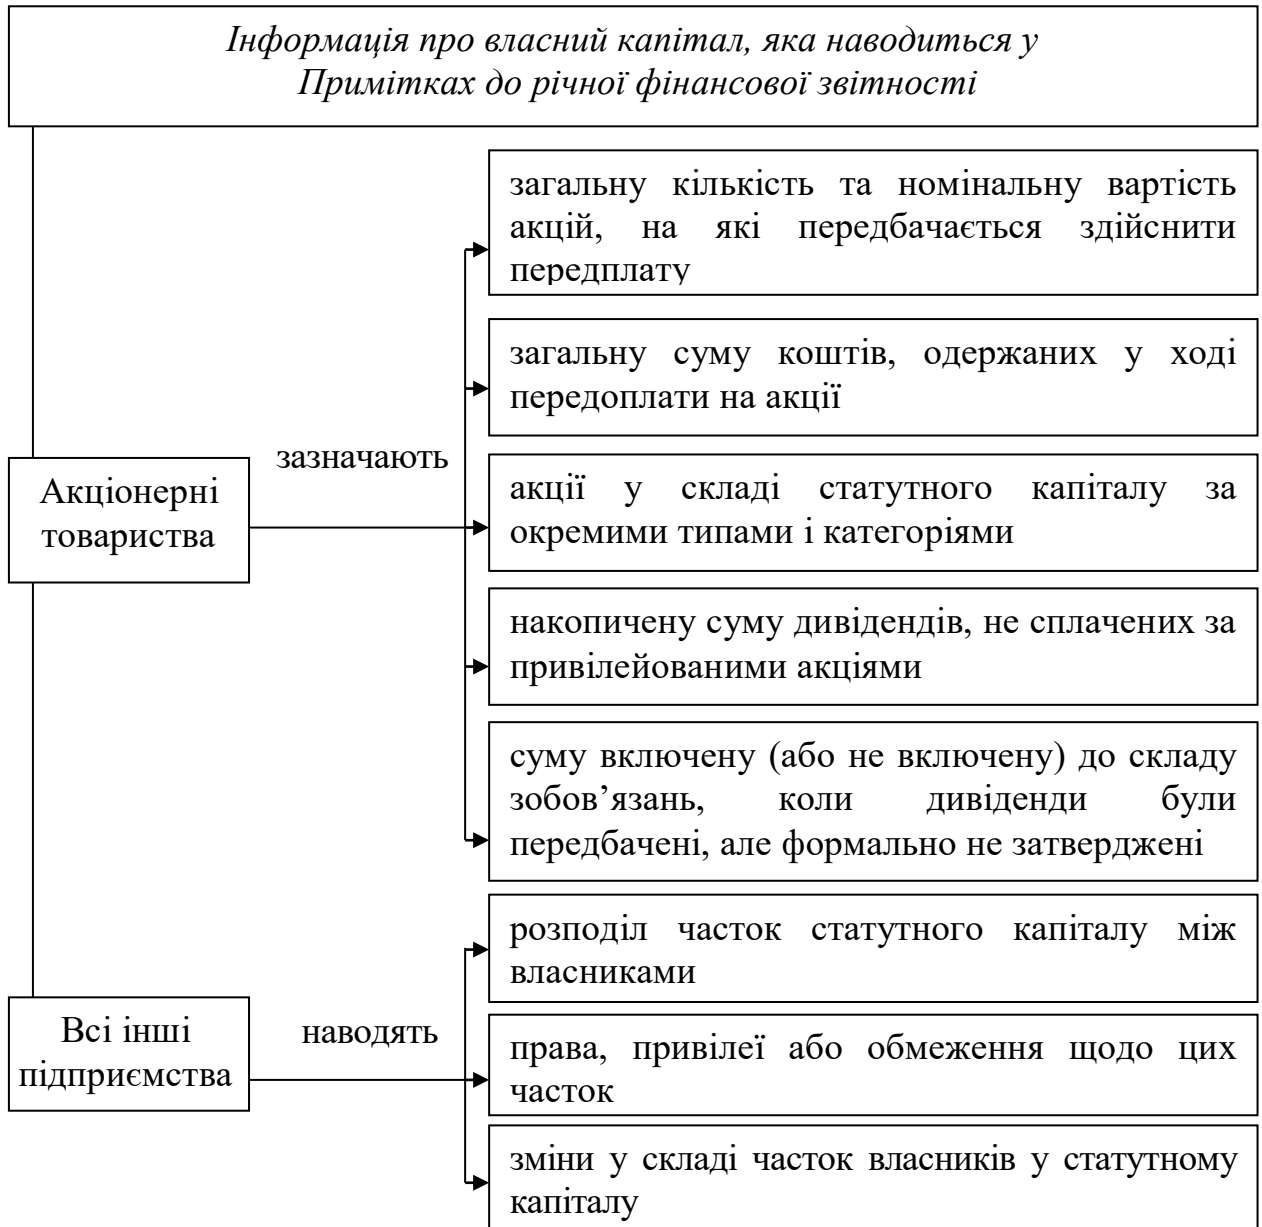 Інформація про власний капітал, яка наводиться у
Примітках до річної фінансової звітності
Акціонерні
товариства
зазначають
загальну кількість та номінальну вартість
акцій, на які передбачається здійснити
передплату
загальну суму коштів, одержаних у ході
передоплати на акції
акції у складі статутного капіталу за
окремими типами і категоріями
накопичену суму дивідендів, не сплачених за
привілейованими акціями
суму включену (або не включену) до складу
зобов’язань, коли дивіденди були
передбачені, але формально не затверджені
Всі інші
підприємства
наводять
розподіл часток статутного капіталу між
власниками
права, привілеї або обмеження щодо цих
часток
зміни у складі часток власників у статутному
капіталу